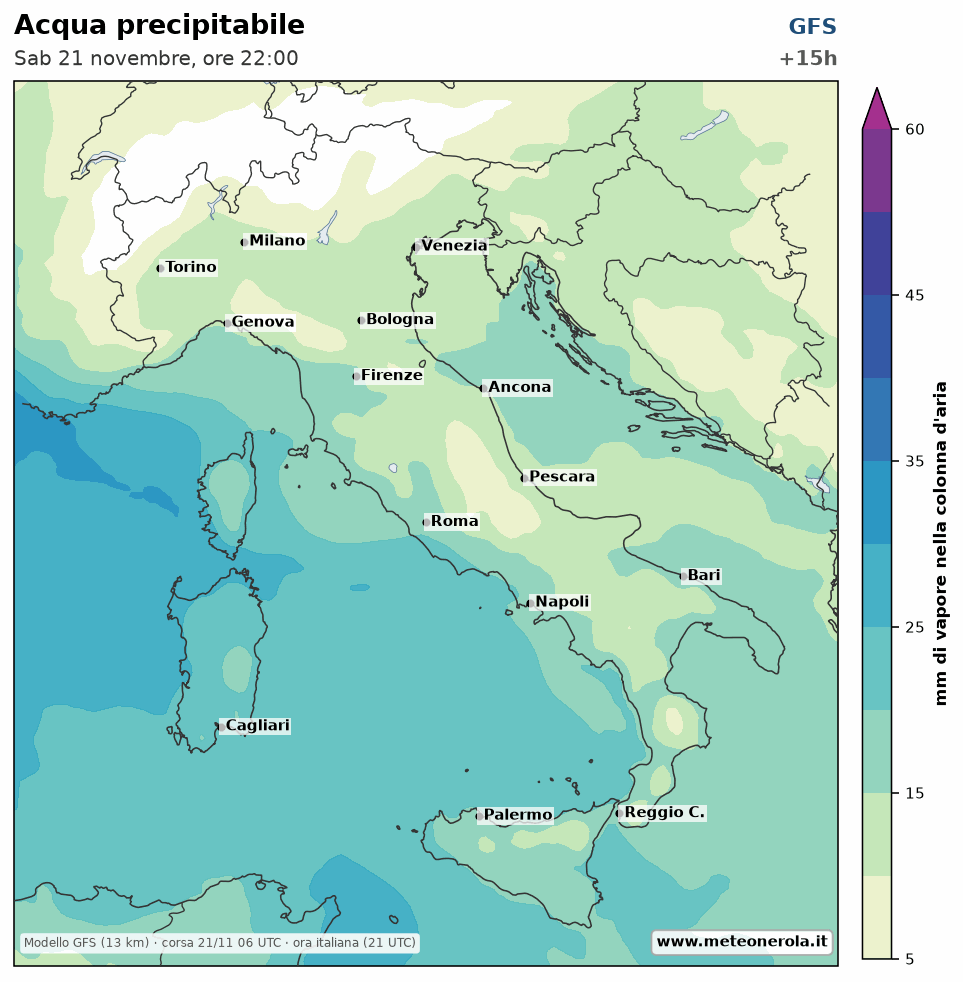 Acqua precipitabile
GFS
Sab 21 novembre, ore 22:00
+15h
60
Milano
Venezia
Torino
45
Genova
Bologna
Firenze
Ancona
35
Pescara
Roma
Bari
Napoli
25
Cagliari
15
Palermo
Reggio C.
mm di vapore nella colonna d'aria
Modello GFS (13 km) · corsa 21/11 06 UTC · ora italiana (21 UTC)
www.meteonerola.it
5